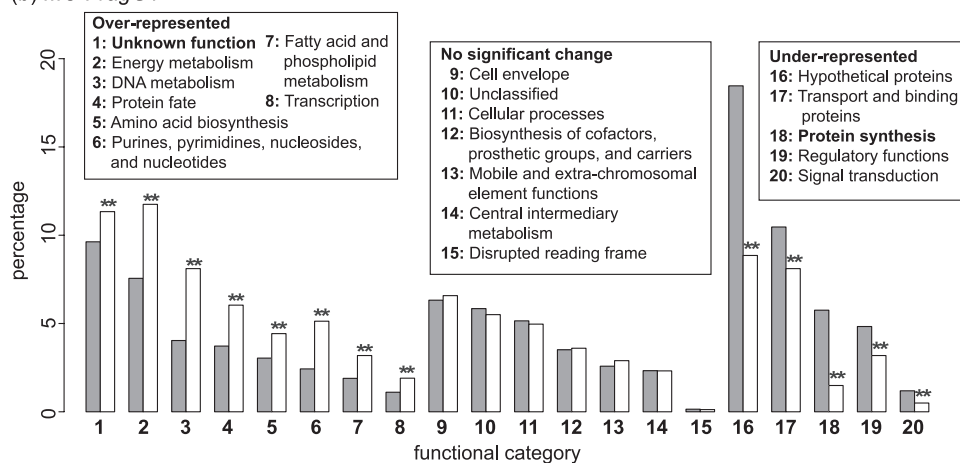 Over-represented
1: Unknown function 7: Fatty acid and
2: Energy metabolism phospholipid
3: DNA metabolism metabolism
4: Protein fate 8: Transcription
5: Amino acid biosynthesis
6: Purines, pyrimidines, nucleosides,
and nucleotides
No significant change
9: Cell envelope
10: Unclassified
11: Cellular processes
12: Biosynthesis of cofactors,
prosthetic groups, and carriers
13: Mobile and extra-chromosomal
element functions
14: Central intermediary
metabolism
15: Disrupted reading frame
Under-represented
16: Hypothetical proteins
17: Transport and binding
proteins
18: Protein synthesis
19: Regulatory functions
20: Signal transduction
percentage
20
15
10
5
0
** ** ** ** ** ** ** ** ** ** ** ** **
1 2 3 4 5 6 7 8 9 10 11 12 13 14 15 16 17 18 19 20
functional category